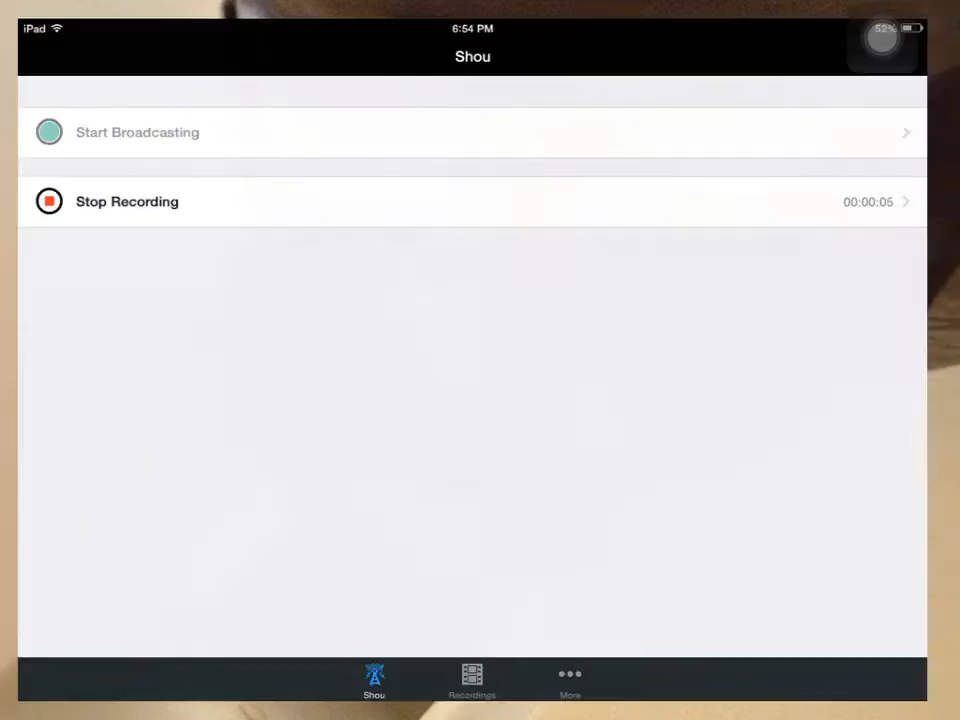 iPad 6:54 PM 52%
Shou
Start Broadcasting
Stop Recording 00:00:05
Shou Recordings More